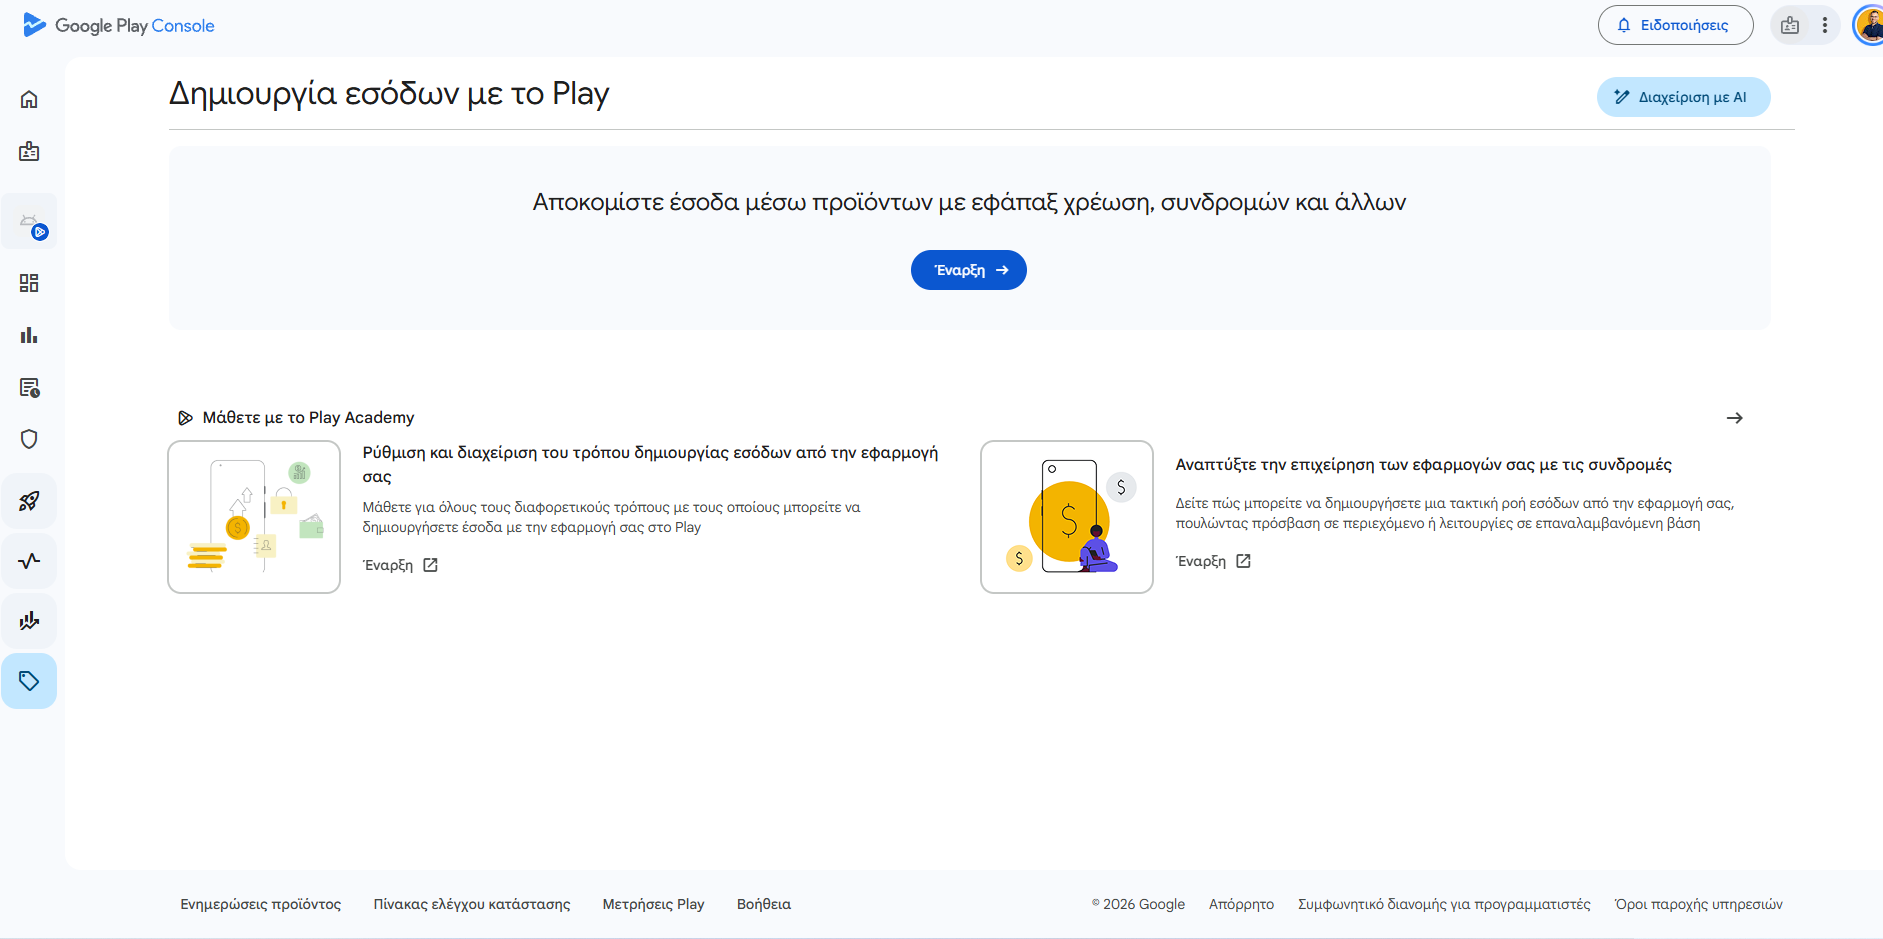 Google Play Console
Ειδοποιήσεις
Δημιουργία εσόδων με το Play
Διαχείριση με AI
Αποκομίστε έσοδα μέσω προϊόντων με εφάπαξ χρέωση, συνδρομών και άλλων
Έναρξη
Μάθετε με το Play Academy
Ρύθμιση και διαχείριση του τρόπου δημιουργίας εσόδων από την εφαρμογή
σας
Μάθετε για όλους τους διαφορετικούς τρόπους με τους οποίους μπορείτε να
δημιουργήσετε έσοδα με την εφαρμογή σας στο Play
Έναρξη
$
$
$
$
Αναπτύξτε την επιχείρηση των εφαρμογών σας με τις συνδρομές
Δείτε πώς μπορείτε να δημιουργήσετε μια τακτική ροή εσόδων από την εφαρμογή σας,
πουλώντας πρόσβαση σε περιεχόμενο ή λειτουργίες σε επαναλαμβανόμενη βάση
Έναρξη
Ενημερώσεις προϊόντος Πίνακας ελέγχου κατάστασης Μετρήσεις Play Βοήθεια
© 2026 Google Απόρρητο Συμφωνητικό διανομής για προγραμματιστές Όροι παροχής υπηρεσιών